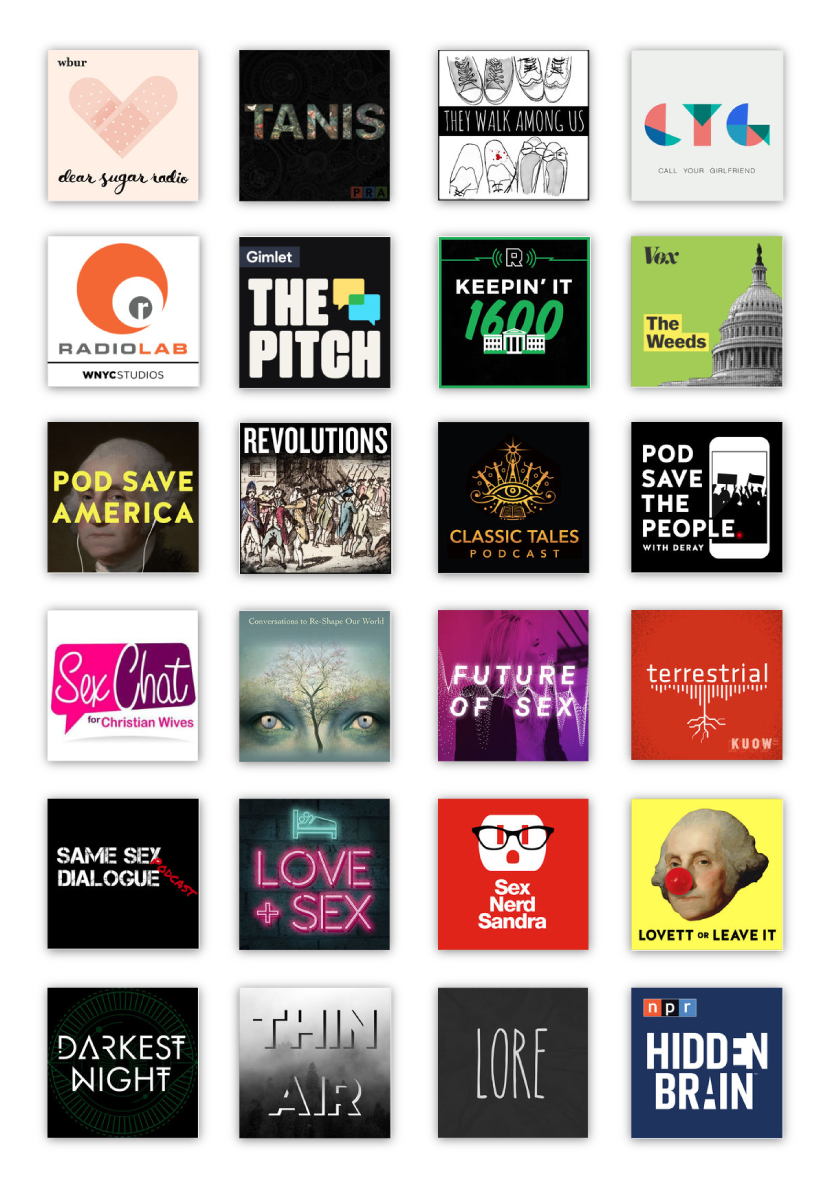 wbur
dear sugar radio
TANIS
PRA
THEY WALK AMONG US
CYG
CALL YOUR GIRLFRIEND
r
RADIOLAB
WNYCSTUDIOS
Gimlet
THE
PITCH
R
KEEPIN' IT
1600
Vox
The
Weeds
POD SAVE
AMERICA
REVOLUTIONS
CLASSIC TALES
PODCAST
POD
SAVE
THE
PEOPLE.
WITH DERAY
Sex Chat
for Christian Wives
Conversations to Re-Shape Our World
FUTURE
OF SEX
terrestrial
KUOW
SAME SEX
DIALOGUE
PODCAST
LOVE
+ SEX
Sex
Nerd
Sandra
LOVETT OR LEAVE IT
DARKEST
NIGHT
THIN
AIR
LORE
npr
HIDDEN
BRAIN